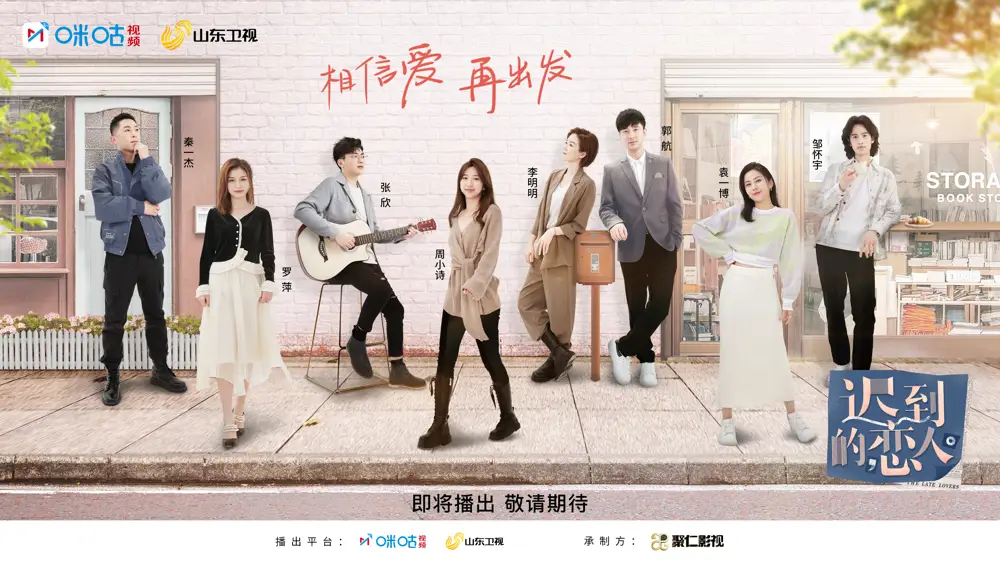 咪咕视频 山东卫视
相信爱 再出发
秦一杰
罗萍
张欣
周小诗
李明明
郭航
袁一博
邹怀宇
STORA
BOOK STO
迟到
的恋人
THE LATE LOVERS
即将播出 敬请期待
播出平台： 咪咕视频 山东卫视 承制方： 聚仁影视